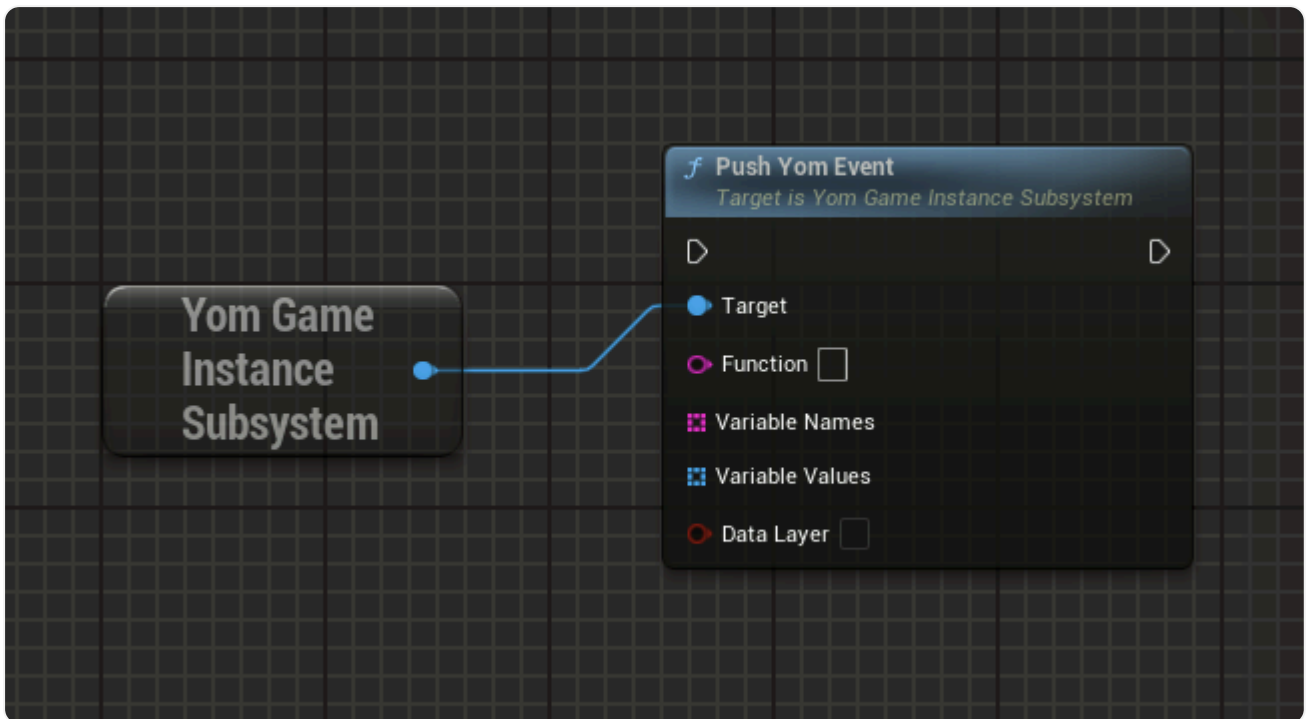 Push Yom Event
Target is Yom Game Instance Subsystem
Yom Game
Instance
Subsystem
Target
Function
Variable Names
Variable Values
Data Layer